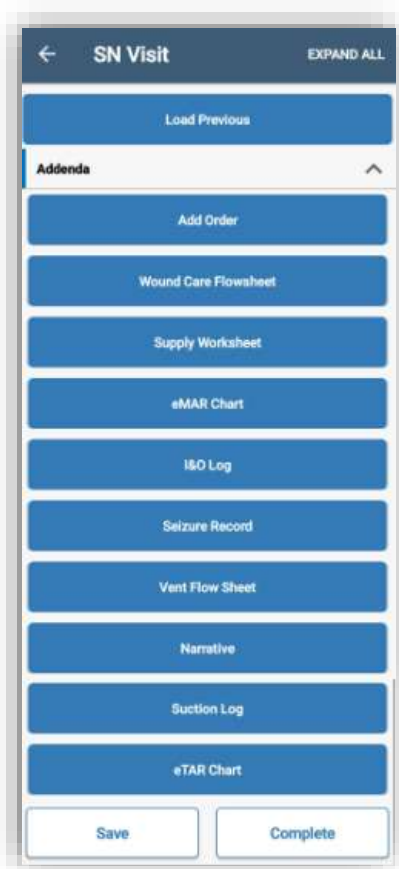 SN Visit
EXPAND ALL
Load Previous
Addenda
Add Order
Wound Care Flowsheet
Supply Worksheet
eMAR Chart
I&O Log
Seizure Record
Vent Flow Sheet
Narrative
Suction Log
eTAR Chart
Save
Complete